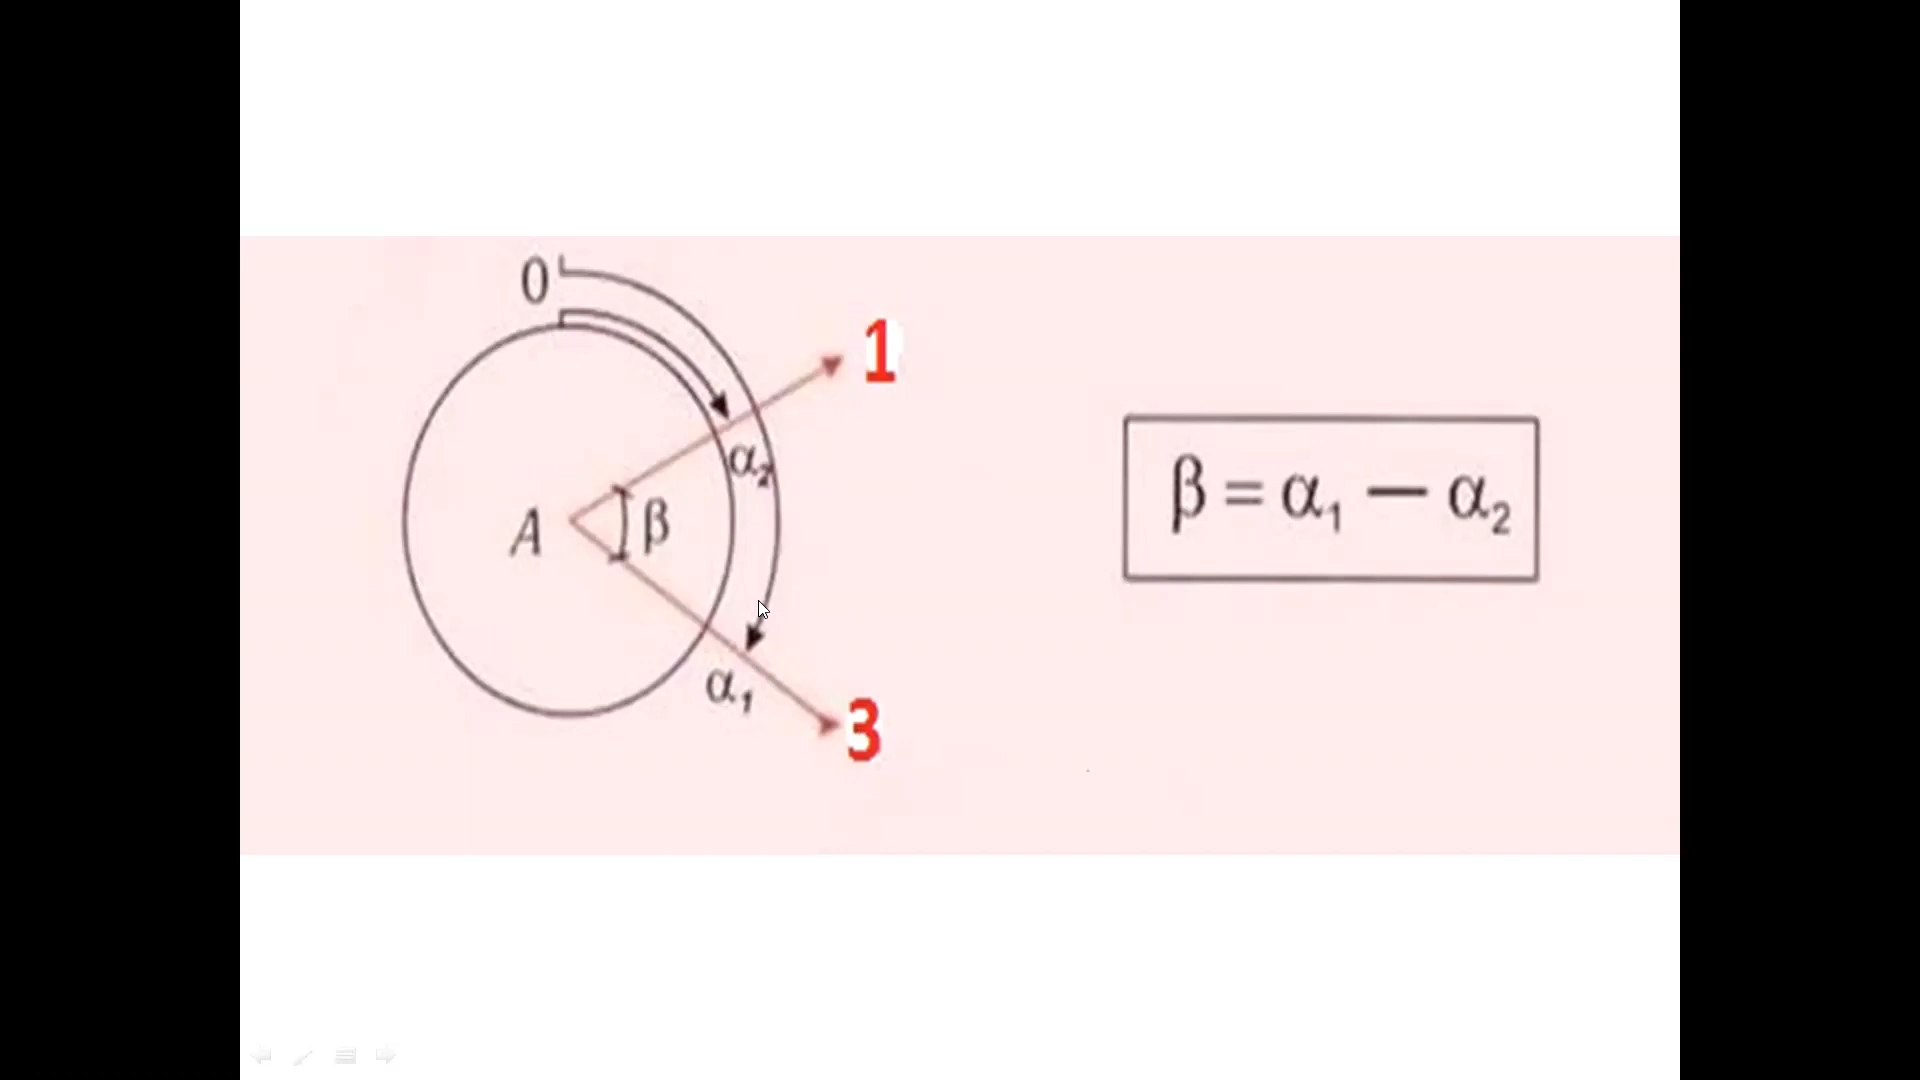 0
1
α₂
A
β
β = α₁ — α₂
α₁
3